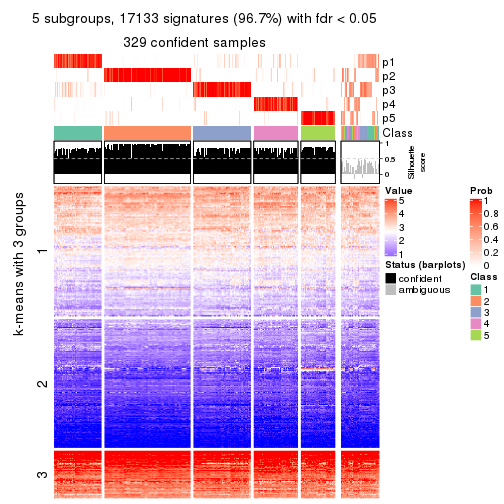 5 subgroups, 17133 signatures (96.7%) with fdr < 0.05
329 confident samples
p1
p2
p3
p4
p5
Class
1
0.5
0
Silhouette
score
k-means with 3 groups
1
2
3
Value
5
4
3
2
1
Status (barplots)
confident
ambiguous
Prob
1
0.8
0.6
0.4
0.2
0
Class
1
2
3
4
5